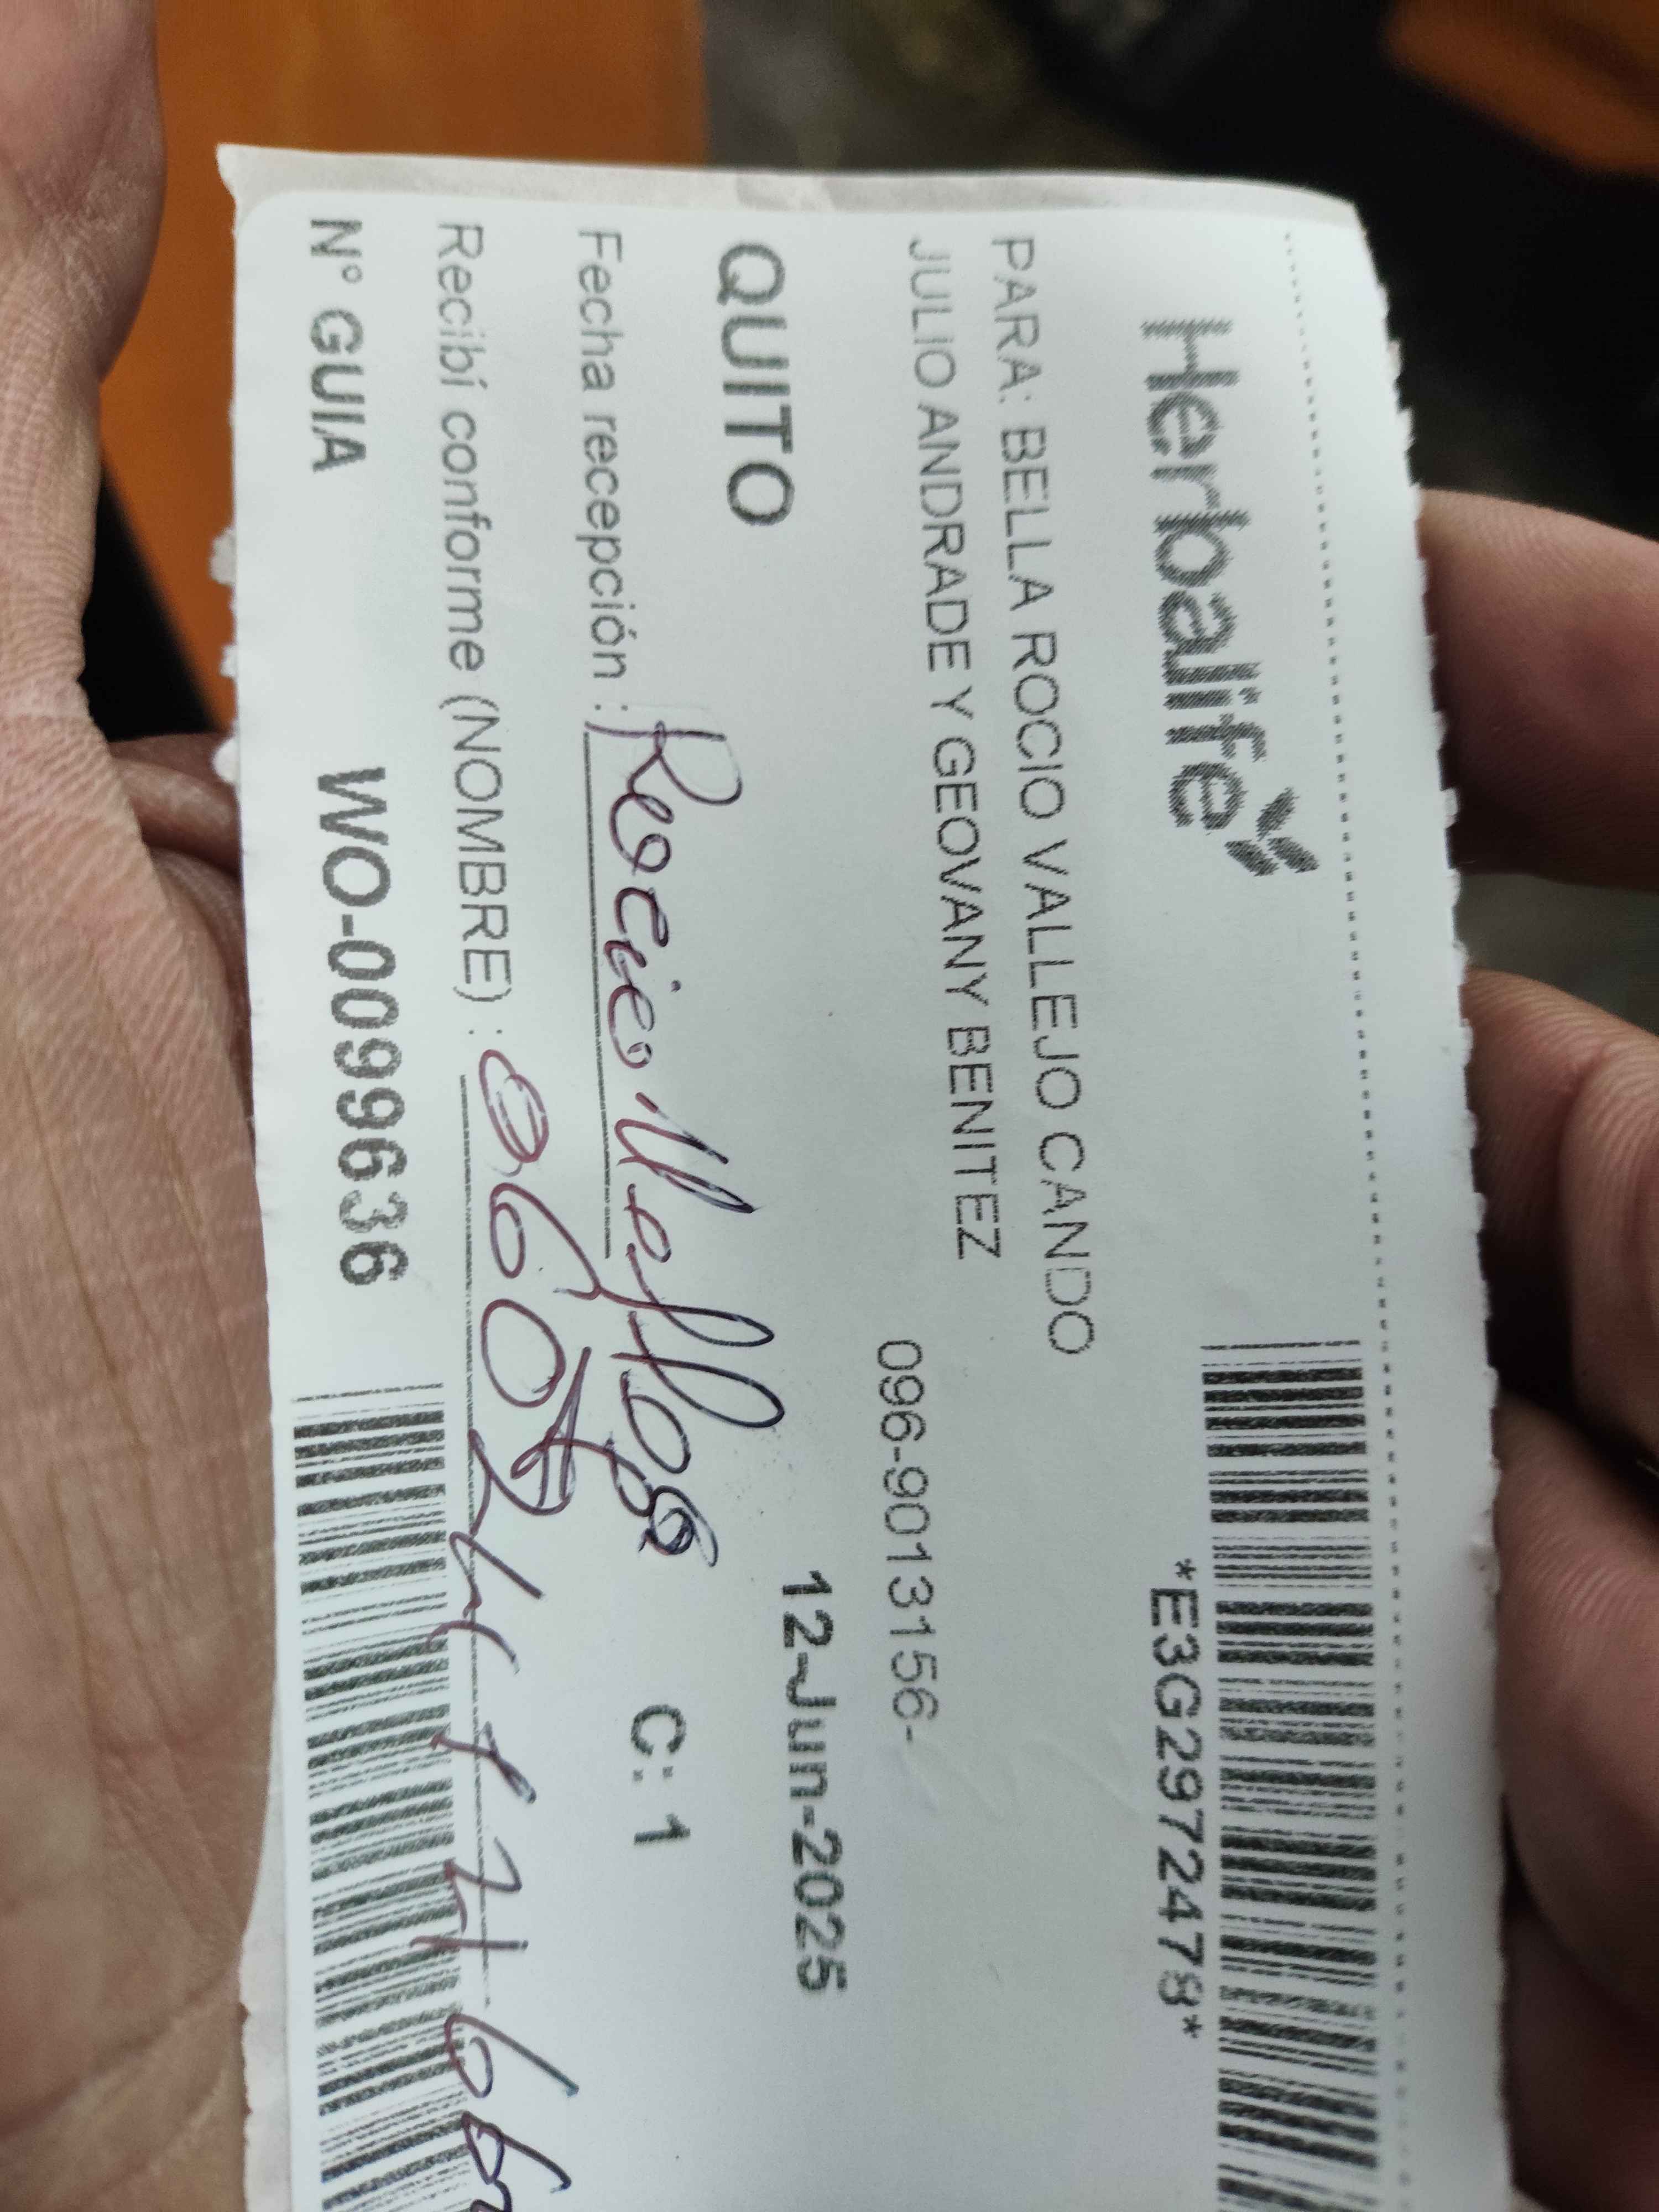 Herbalife
*E3G2972478*
PARA: BELLA ROCIO VALLEJO CANDO
JULIO ANDRADE Y GEOVANY BENITEZ
096-9013156-
QUITO
12-Jun-2025
Fecha recepción : Rocio Vallejo
C: 1
Recibí conforme (NOMBRE) :
Nº GUIA WO-0099636